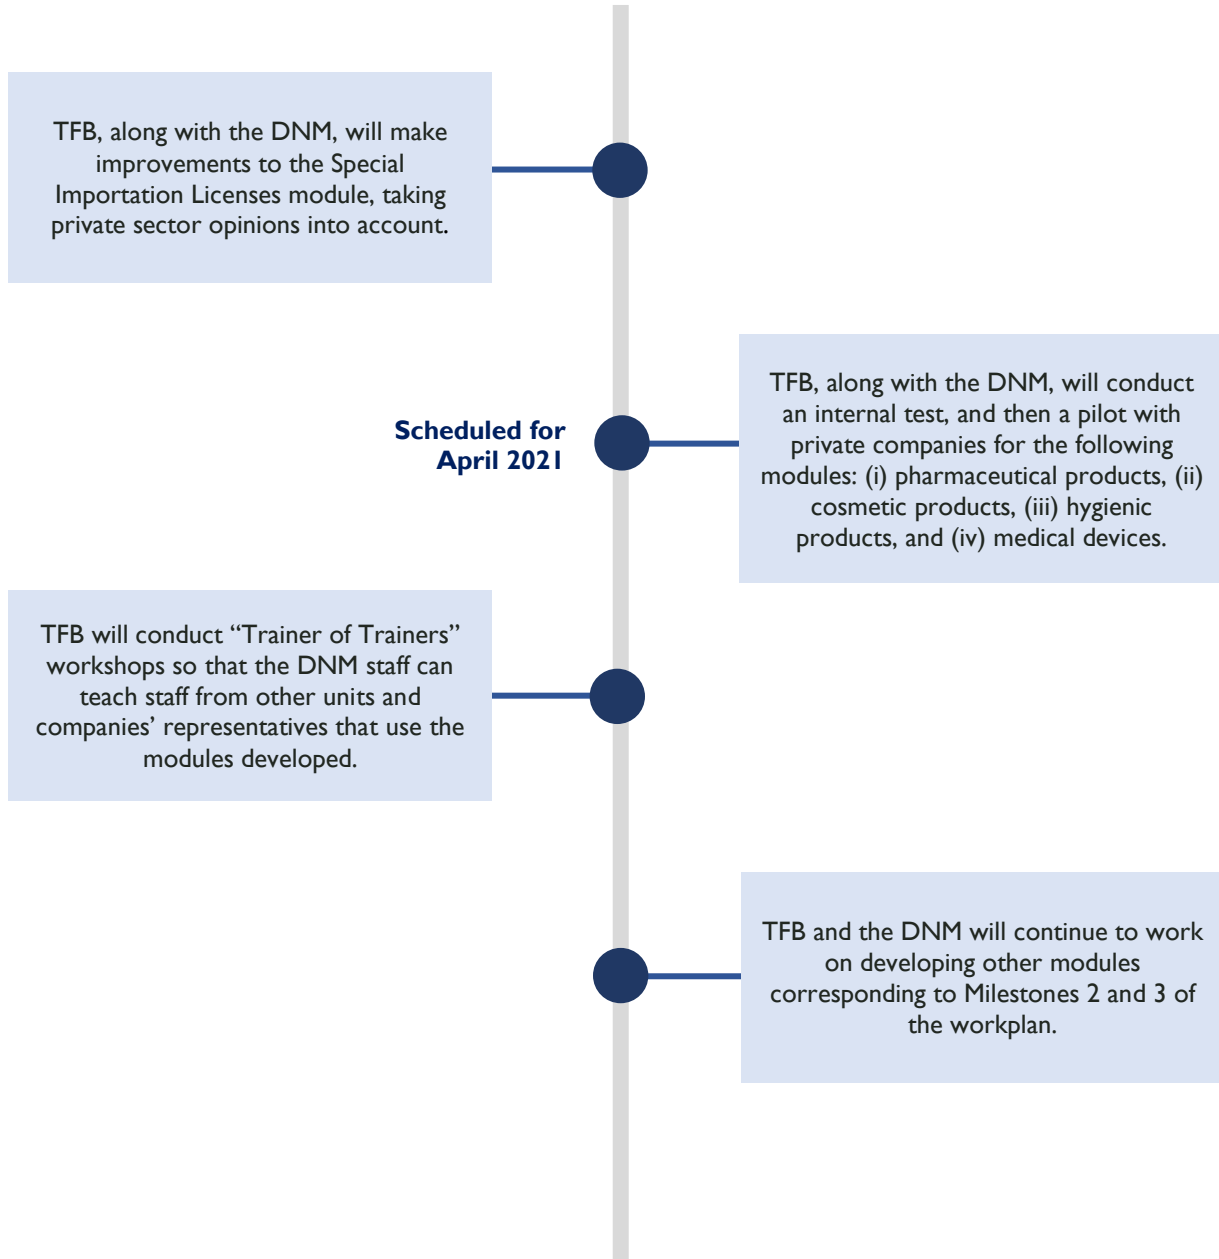 TFB, along with the DNM, will make
improvements to the Special
Importation Licenses module, taking
private sector opinions into account.
Scheduled for
April 2021
TFB, along with the DNM, will conduct
an internal test, and then a pilot with
private companies for the following
modules: (i) pharmaceutical products, (ii)
cosmetic products, (iii) hygienic
products, and (iv) medical devices.
TFB will conduct “Trainer of Trainers”
workshops so that the DNM staff can
teach staff from other units and
companies’ representatives that use the
modules developed.
TFB and the DNM will continue to work
on developing other modules
corresponding to Milestones 2 and 3 of
the workplan.